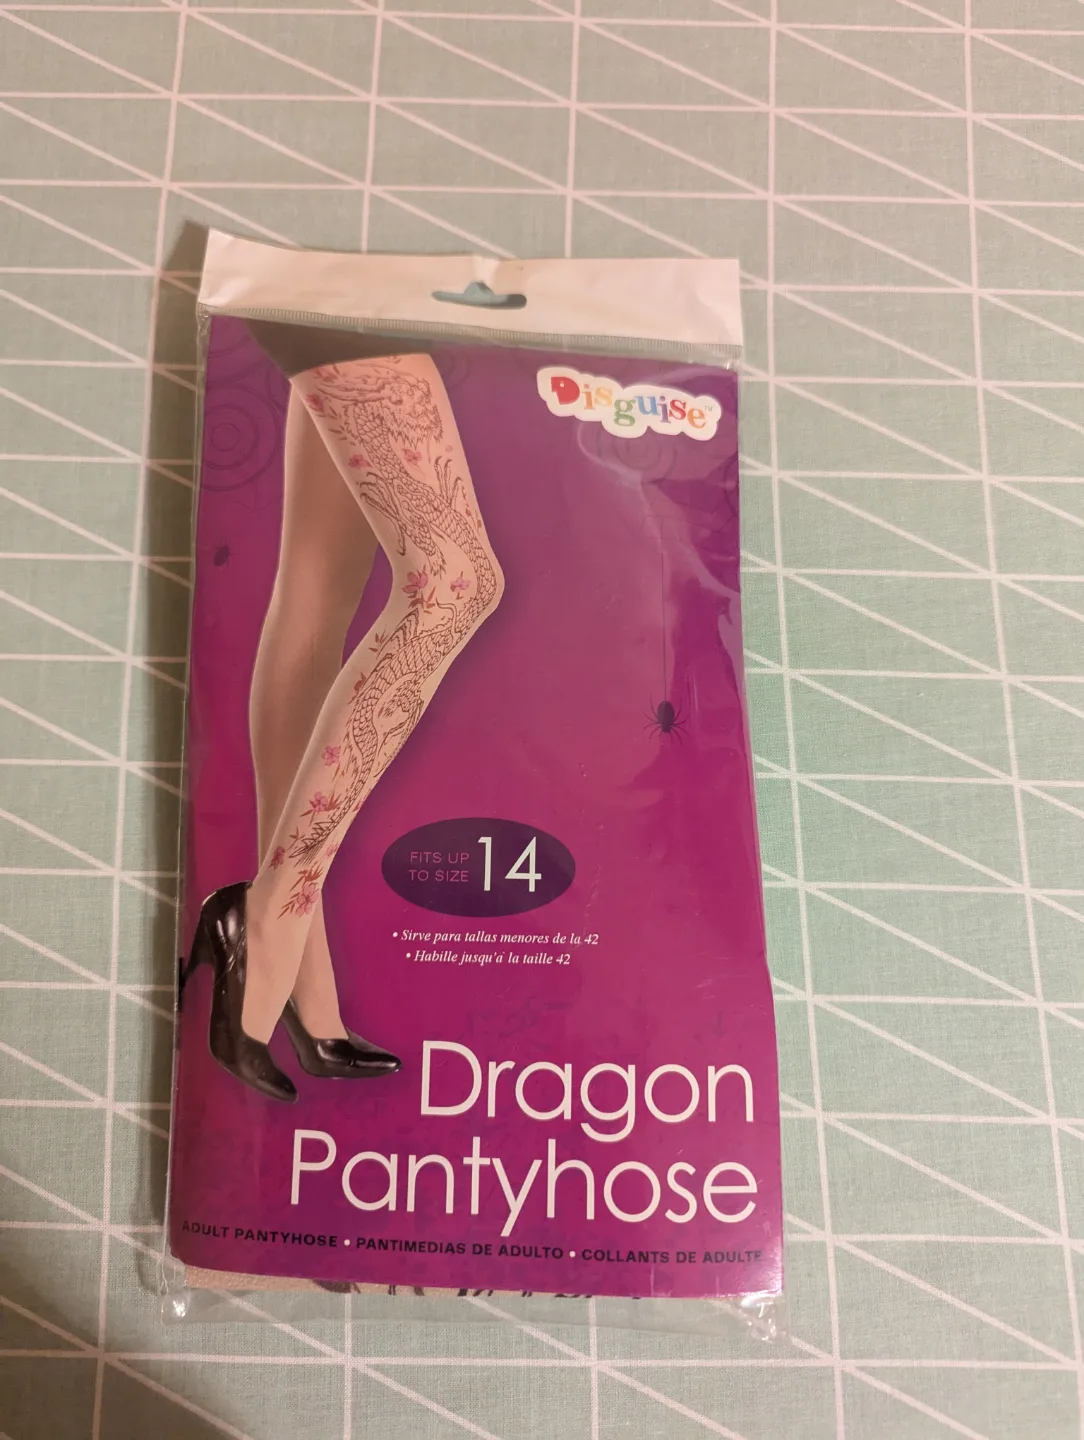 Disguise™
FITS UP
TO SIZE 14
• Sirve para tallas menores de la 42
• Habille jusqu'à la taille 42
Dragon
Pantyhose
ADULT PANTYHOSE • PANTIMEDIAS DE ADULTO • COLLANTS DE ADULTE